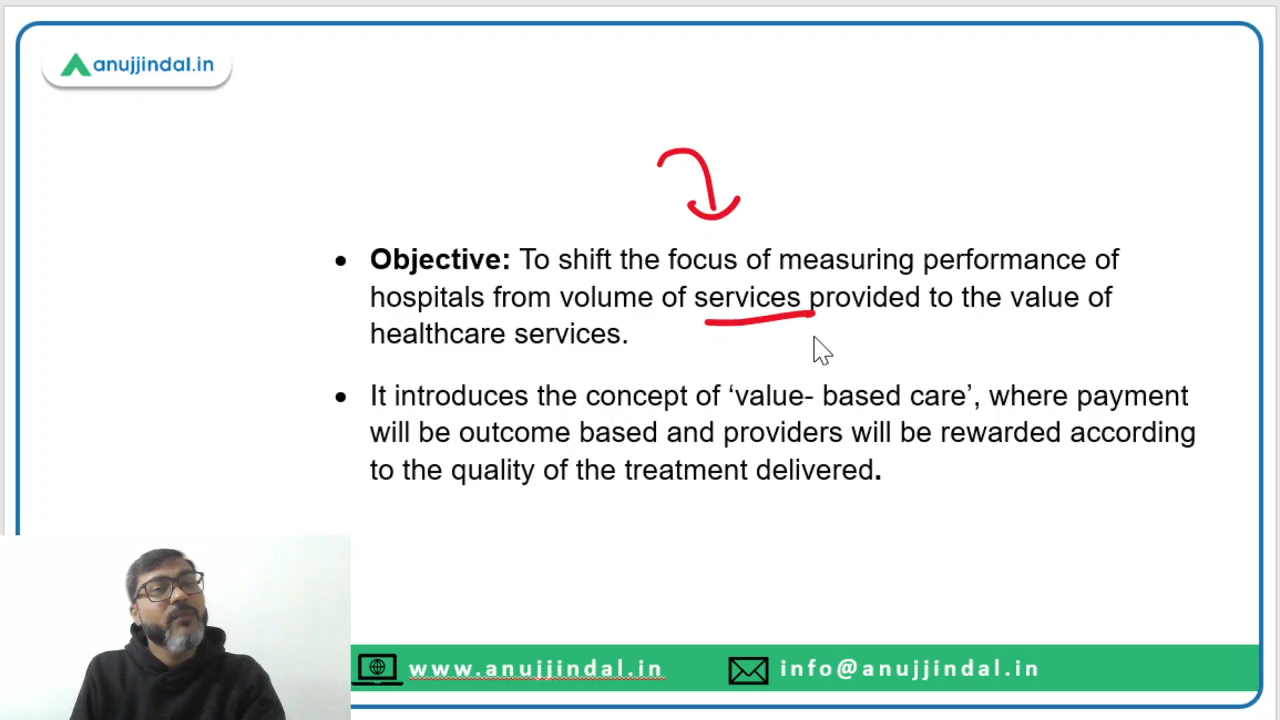 anujjindal.in
Objective: To shift the focus of measuring performance of
hospitals from volume of services provided to the value of
healthcare services.
It introduces the concept of ‘value- based care’, where payment
will be outcome based and providers will be rewarded according
to the quality of the treatment delivered.
www.anujjindal.in info@anujjindal.in